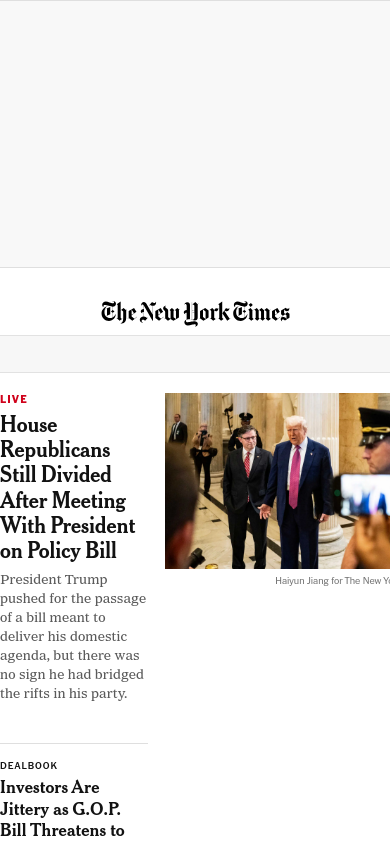 The New York Times
LIVE
House
Republicans
Still Divided
After Meeting
With President
on Policy Bill
President Trump
pushed for the passage
of a bill meant to
deliver his domestic
agenda, but there was
no sign he had bridged
the rifts in his party.
Haiyun Jiang for The New Yo
DEALBOOK
Investors Are
Jittery as G.O.P.
Bill Threatens to